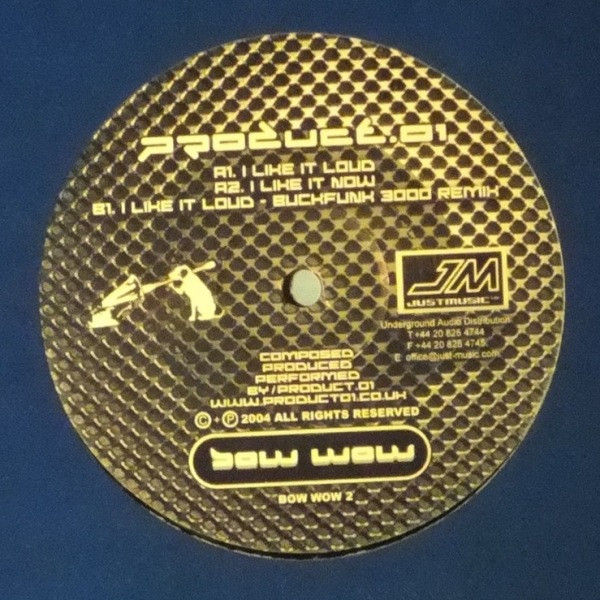 PRODUCT.01
A1. I LIKE IT LOUD
A2. I LIKE IT NOW
B1. I LIKE IT LOUD - BUCKFUNK 3000 REMIX
JM
JUSTMUSIC
Underground Audio Distribution
T +44 20 826 4744
F +44 20 826 4745
E: office@just-music.com
COMPOSED
PRODUCED
PERFORMED
BY/PRODUCT.01
WWW.PRODUCT01.CO.UK
© + ℗ 2004 ALL RIGHTS RESERVED
BOW WOW
BOW WOW 2